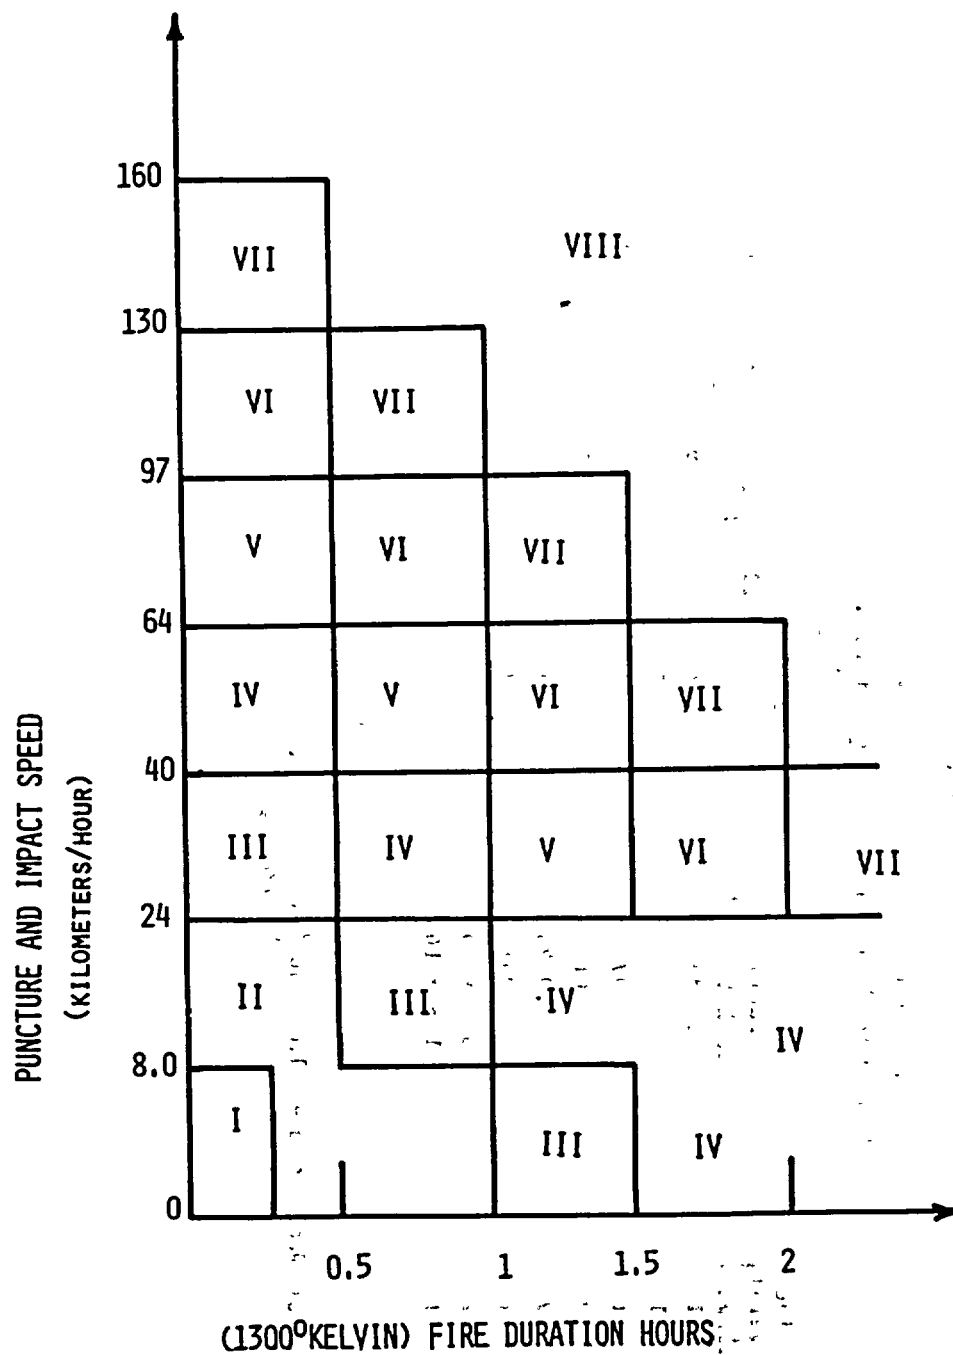 160
VII
VIII
130
VI VII
97
V VI VII
64
IV V VI VII
40
III IV V VI VII
24
II III IV
IV
8.0
I III IV
0
0.5 1 1.5 2
(1300ºKELVIN) FIRE DURATION HOURS
PUNCTURE AND IMPACT SPEED
(KILOMETERS/HOUR)